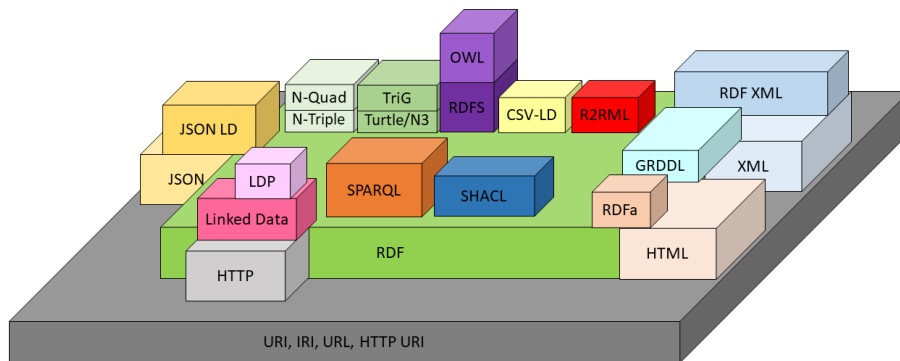 OWL
N-Quad
TriG
RDF XML
RDFS
CSV-LD
R2RML
N-Triple
Turtle/N3
JSON LD
GRDDL
XML
JSON
LDP
SPARQL
SHACL
RDFa
Linked Data
RDF
HTML
HTTP
URI, IRI, URL, HTTP URI